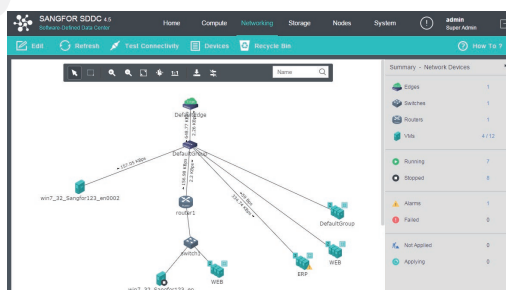 SANGFOR SDDC 4.5
Software Defined Data Center
Home
Compute
Networking
Storage
Nodes
System
admin
Super Admin
Edit
Refresh
Test Connectivity
Devices
Recycle Bin
How To ?
Name
Summary - Network Devices
Edges 1
Switches 1
Routers 1
VMs 4 / 12
Running 7
Stopped
Alarms 1
Failed 0
Not Applied 0
Applying 0
DefaultEdge
DefaultGroup
win7_32_Sangfor123_en0002
router1
DefaultGroup
switch1
WEB
ERP
WEB
win7_32_Sangfor123_en